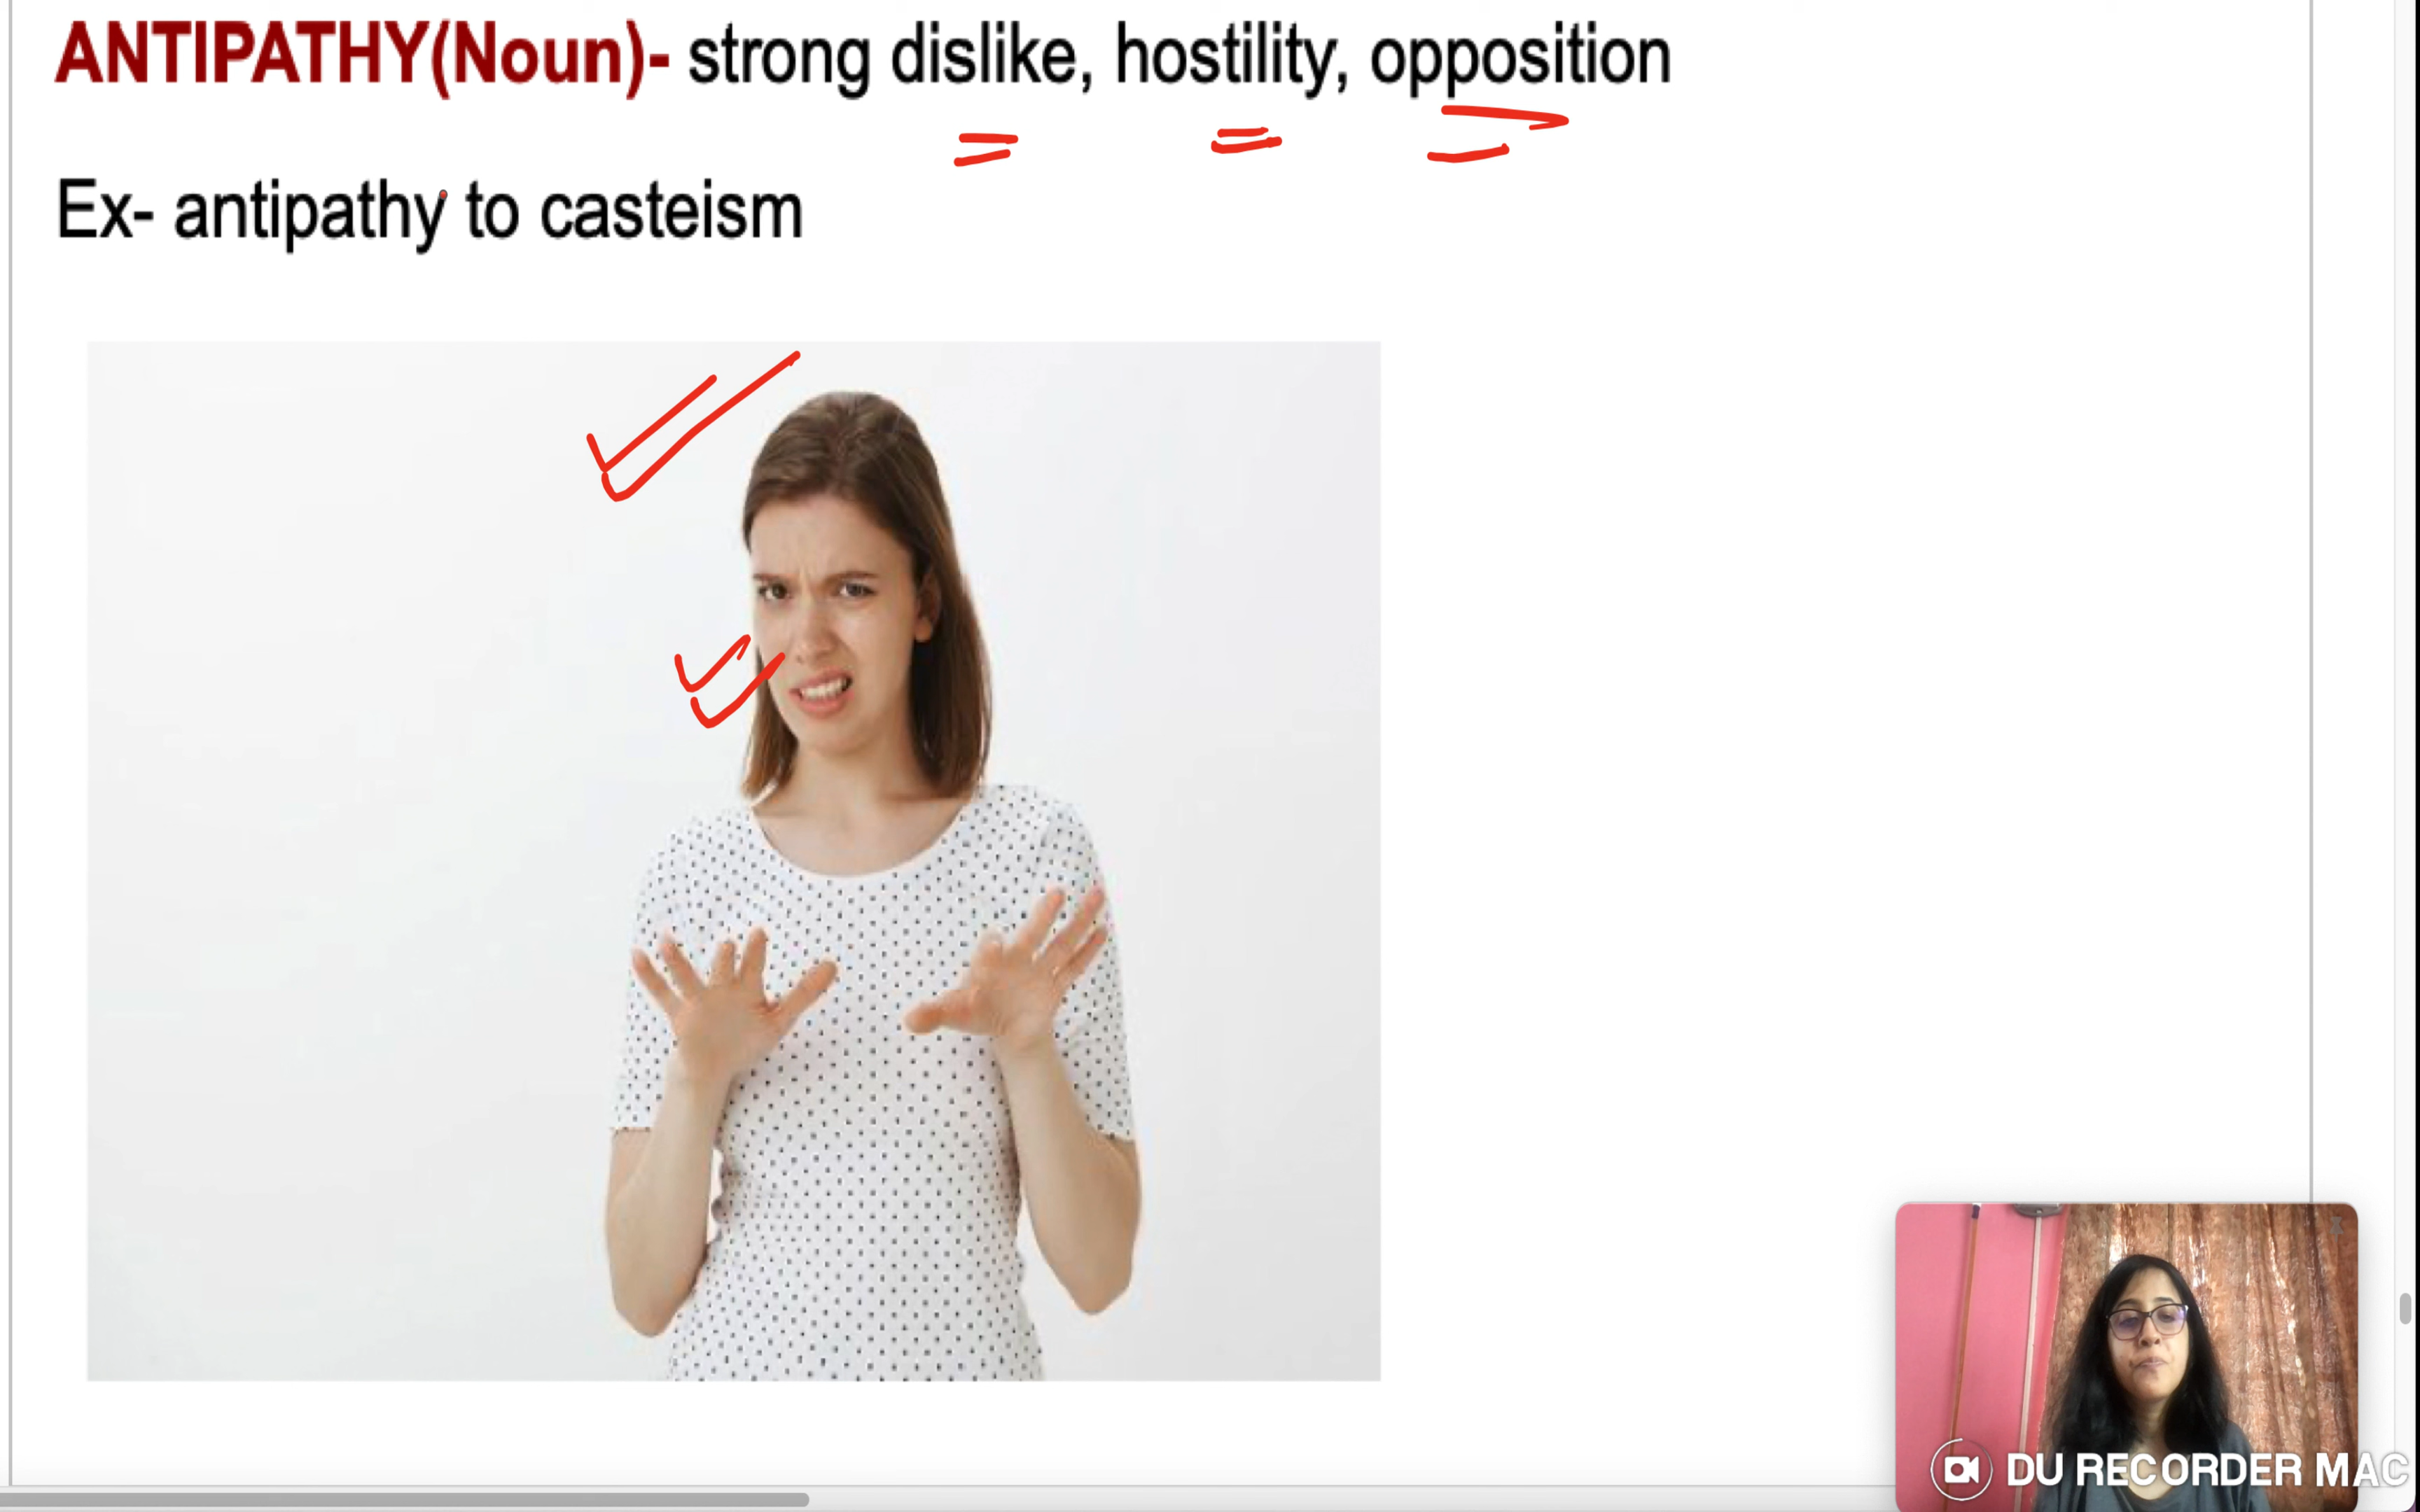 ANTIPATHY(Noun)- strong dislike, hostility, opposition
Ex- antipathy to casteism
DU RECORDER MAC